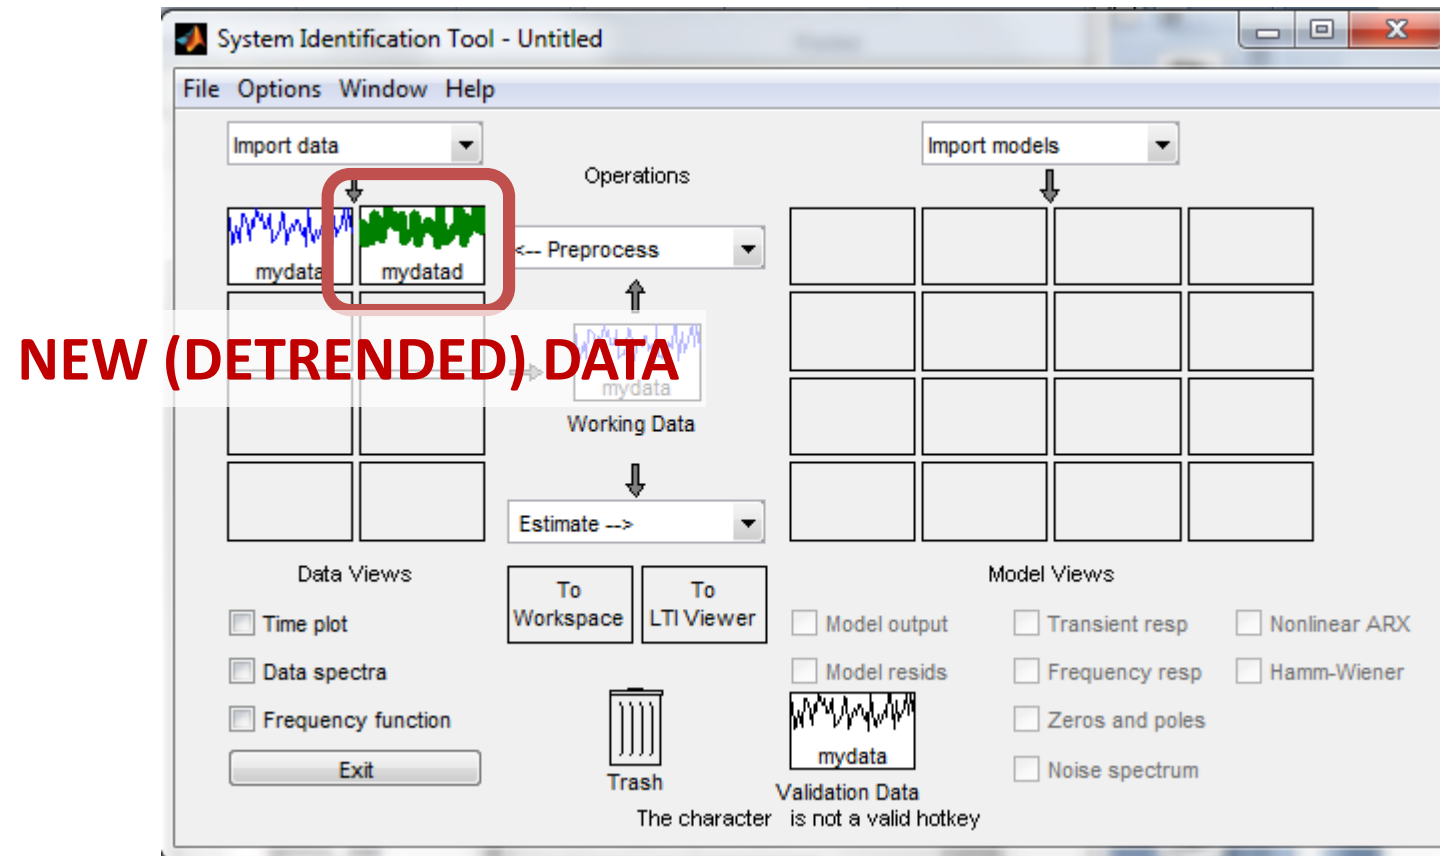 System Identification Tool - Untitled
File Options Window Help
Import data
Import models
Operations
mydata
mydatad
<-- Preprocess
NEW (DETRENDED) DATA
mydata
Working Data
Estimate -->
Data Views
To Workspace
To LTI Viewer
Model Views
Time plot
Data spectra
Frequency function
Exit
Model output
Transient resp
Nonlinear ARX
Model resids
Frequency resp
Hamm-Wiener
Zeros and poles
Noise spectrum
Trash
mydata
Validation Data
The character is not a valid hotkey